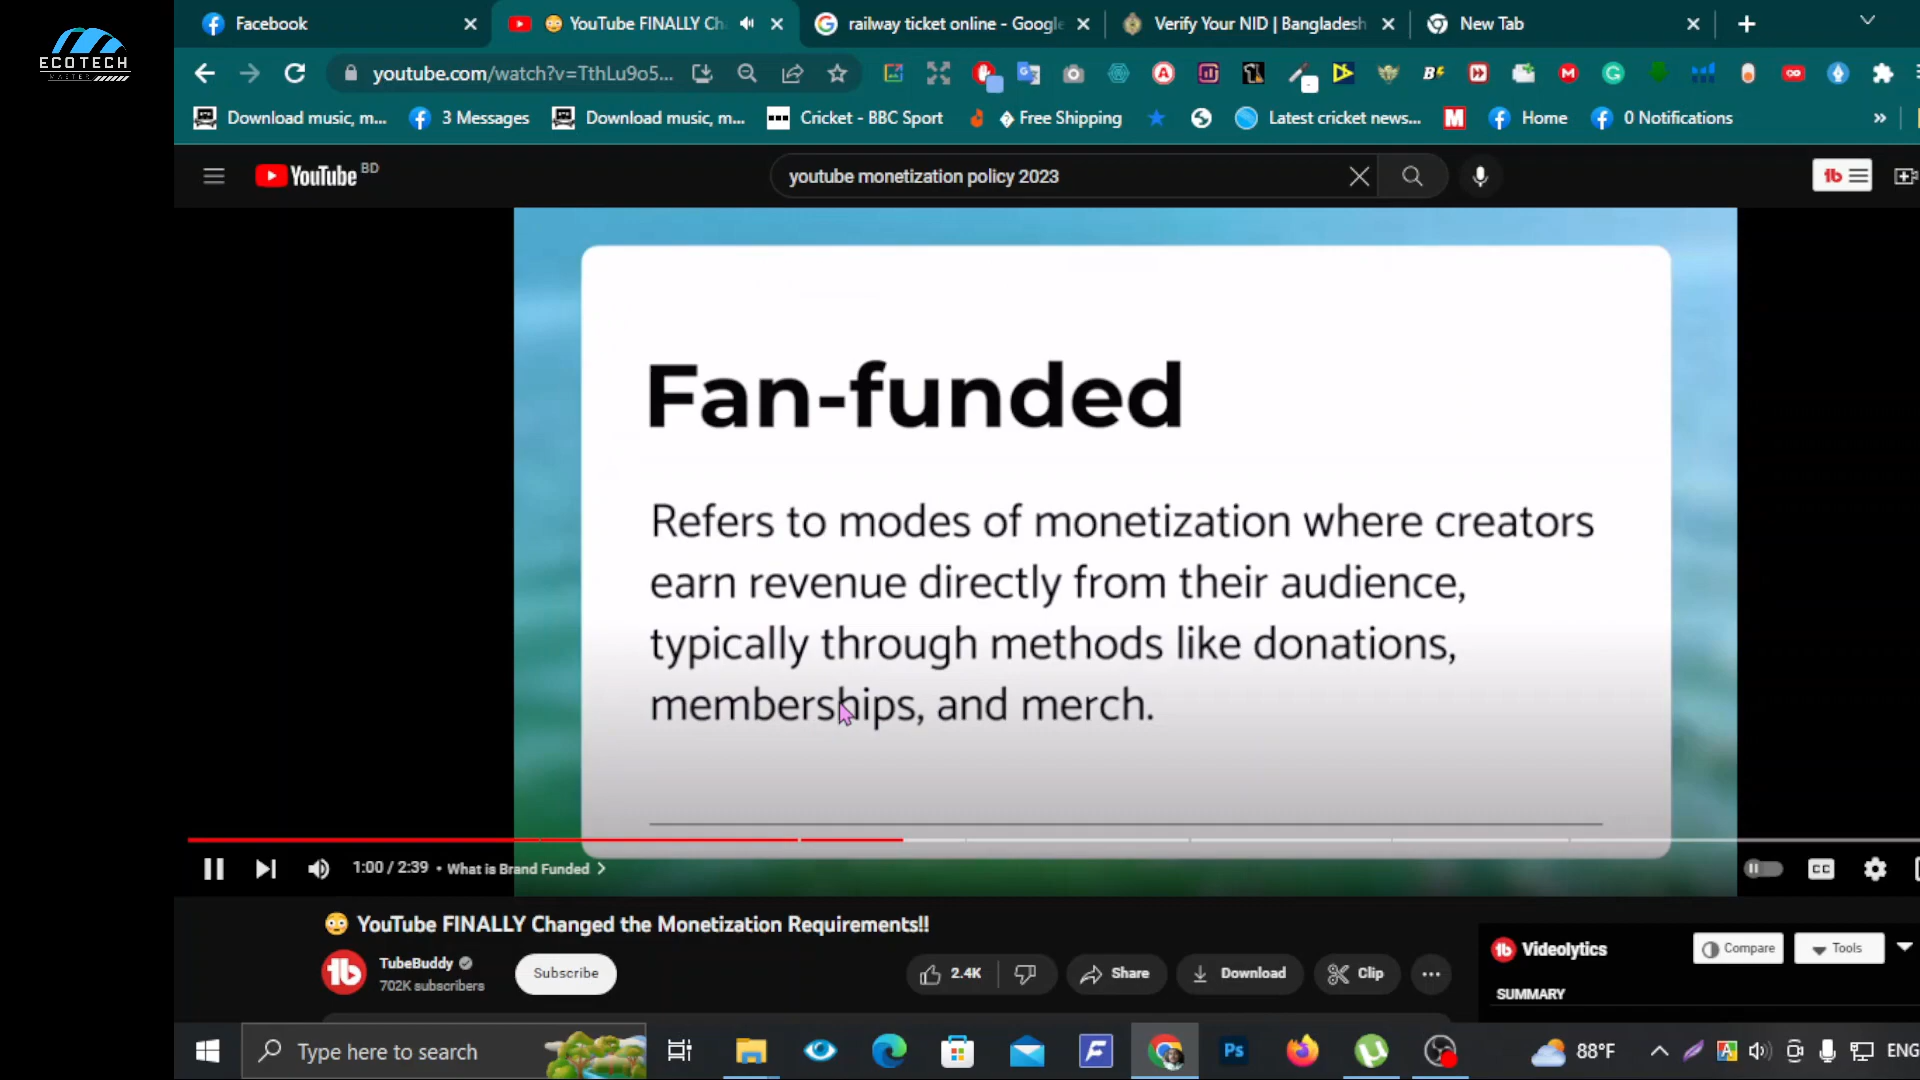 ECOTECH
MASTER
Facebook
YouTube FINALLY Ch
railway ticket online - Google
Verify Your NID | Bangladesh
New Tab
youtube.com/watch?v=TthLu9o5...
Download music, m...
3 Messages
Download music, m...
Cricket - BBC Sport
Free Shipping
Latest cricket news...
M
Home
0 Notifications
»
YouTube BD
youtube monetization policy 2023
Fan-funded
Refers to modes of monetization where creators
earn revenue directly from their audience,
typically through methods like donations,
memberships, and merch.
1:00 / 2:39 • What is Brand Funded
CC
YouTube FINALLY Changed the Monetization Requirements!!
TubeBuddy
702K subscribers
Subscribe
2.4K
Share
Download
Clip
Videolytics
Compare
Tools
SUMMARY
Type here to search
Ps
88°F
ENG